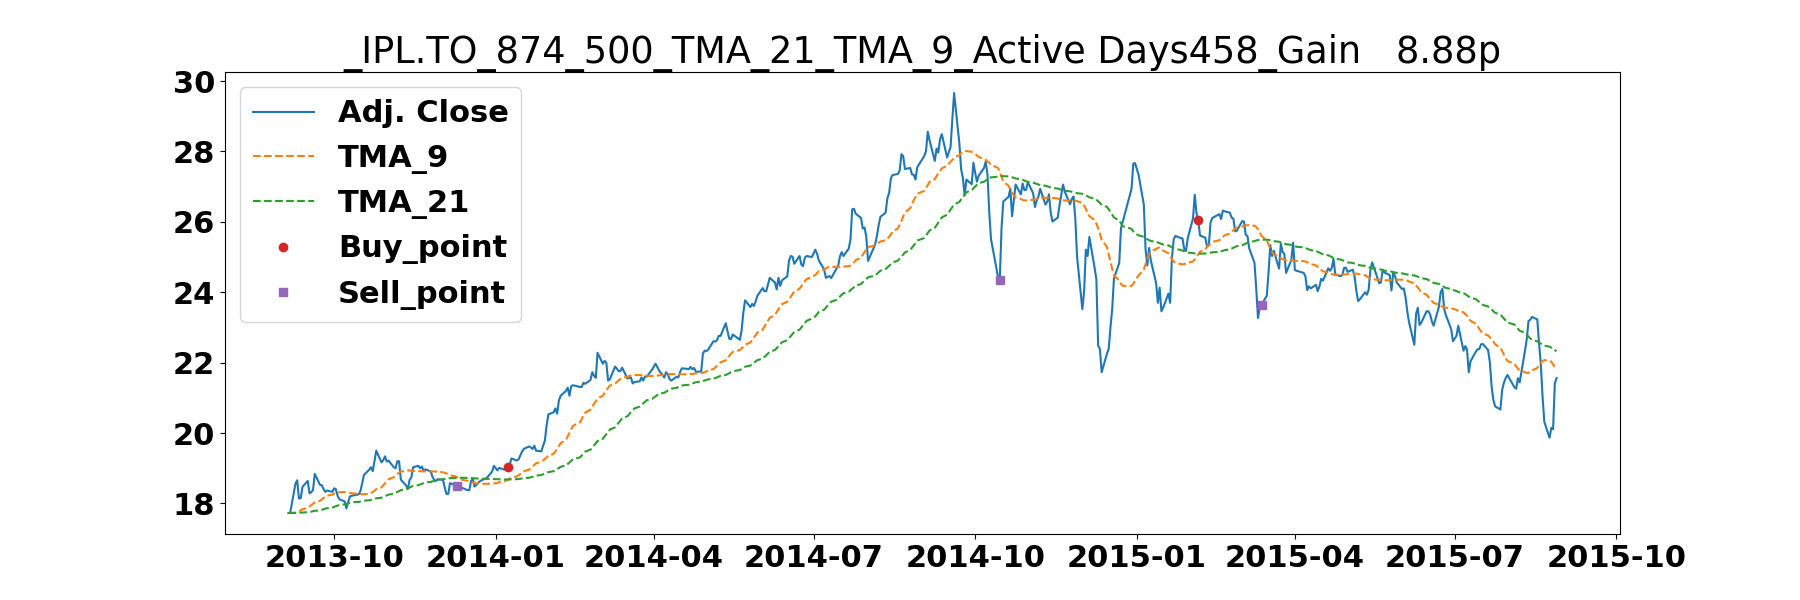 _IPL.TO_874_500_TMA_21_TMA_9_Active Days458_Gain   8.88p
30
28
26
24
22
20
18
Adj. Close
TMA_9
TMA_21
Buy_point
Sell_point
2013-10 2014-01 2014-04 2014-07 2014-10 2015-01 2015-04 2015-07 2015-10